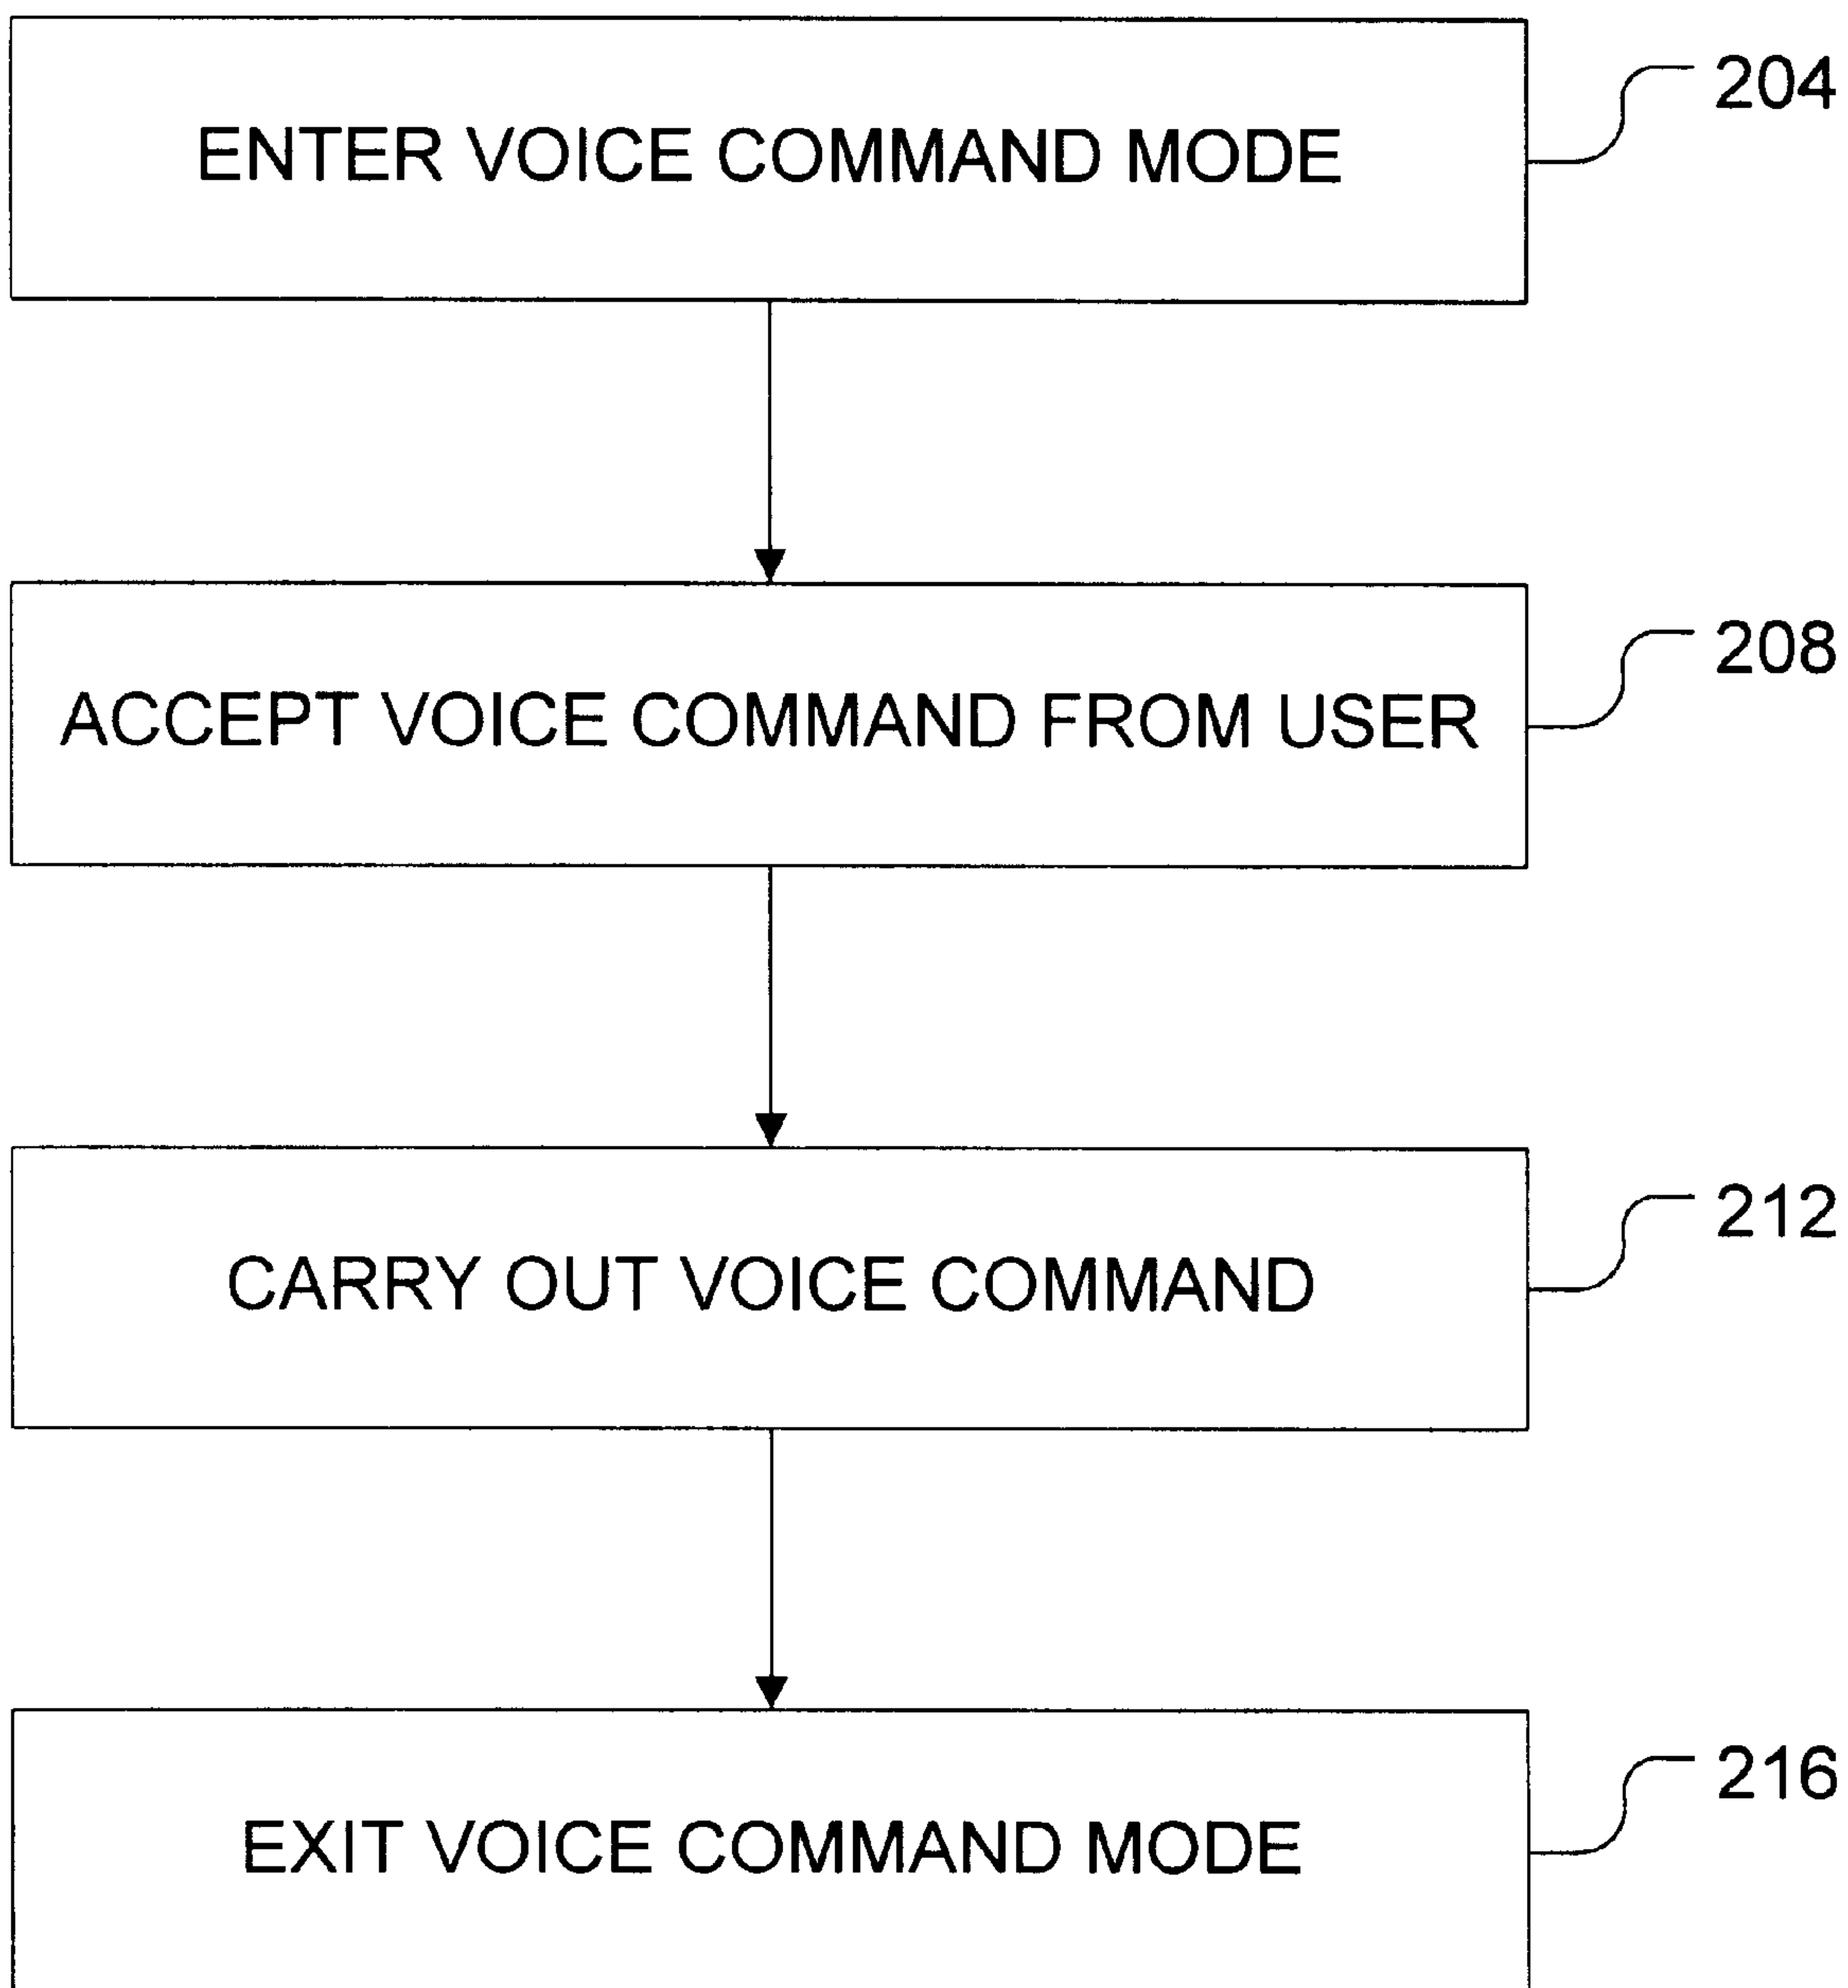 ENTER VOICE COMMAND MODE
204
ACCEPT VOICE COMMAND FROM USER
208
CARRY OUT VOICE COMMAND
212
EXIT VOICE COMMAND MODE
216